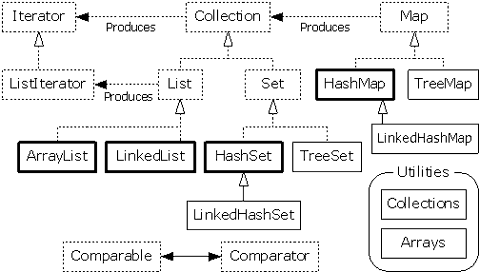 Iterator
Collection
Map
Produces
Produces
ListIterator
List
Set
HashMap
TreeMap
Produces
ArrayList
LinkedList
HashSet
TreeSet
LinkedHashMap
Utilities
Collections
LinkedHashSet
Arrays
Comparable
Comparator